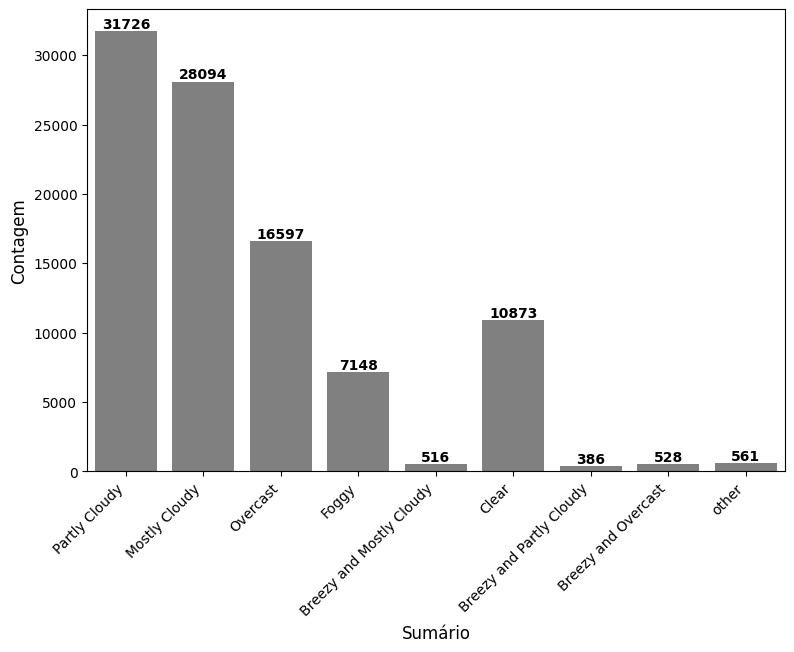 31726
28094
16597
7148
516
10873
386
528
561
30000
25000
20000
15000
10000
5000
0
Contagem
Partly Cloudy
Mostly Cloudy
Overcast
Foggy
Breezy and Mostly Cloudy
Clear
Breezy and Partly Cloudy
Breezy and Overcast
other
Sumário